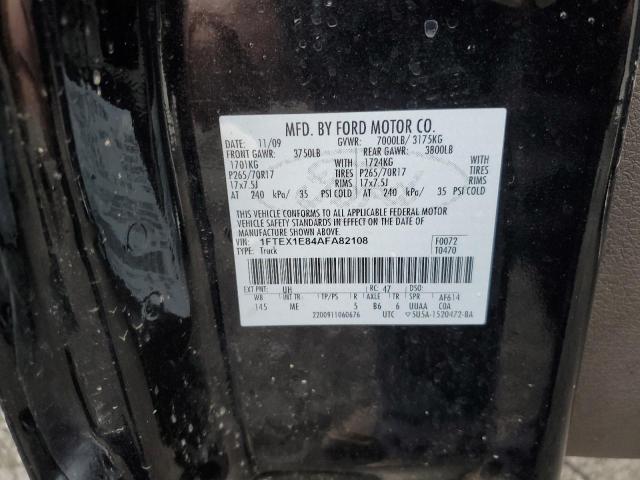 MFD. BY FORD MOTOR CO.
DATE: 11/09 GVWR: 7000LB/ 3175KG
FRONT GAWR: 3750LB REAR GAWR: 3800LB
1701KG WITH 1724KG WITH
P265/70R17 TIRES P265/70R17 TIRES
17x7.5J RIMS 17x7.5J RIMS
AT 240 kPa/ 35 PSI COLD AT 240 kPa/ 35 PSI COLD
THIS VEHICLE CONFORMS TO ALL APPLICABLE FEDERAL MOTOR
VEHICLE SAFETY STANDARDS IN EFFECT ON THE DATE OF
MANUFACTURE SHOWN ABOVE.
VIN: 1FTEX1E84AFA82108 F0072
TYPE: Truck T0470
EXT PNT: UH RC: 47 DSO:
WB INT TR TP/PS R AXLE TR SPR AF614
145 ME 5 B6 6 UUAA COA
2200911060676 UTC 5U5A-1520472-BA